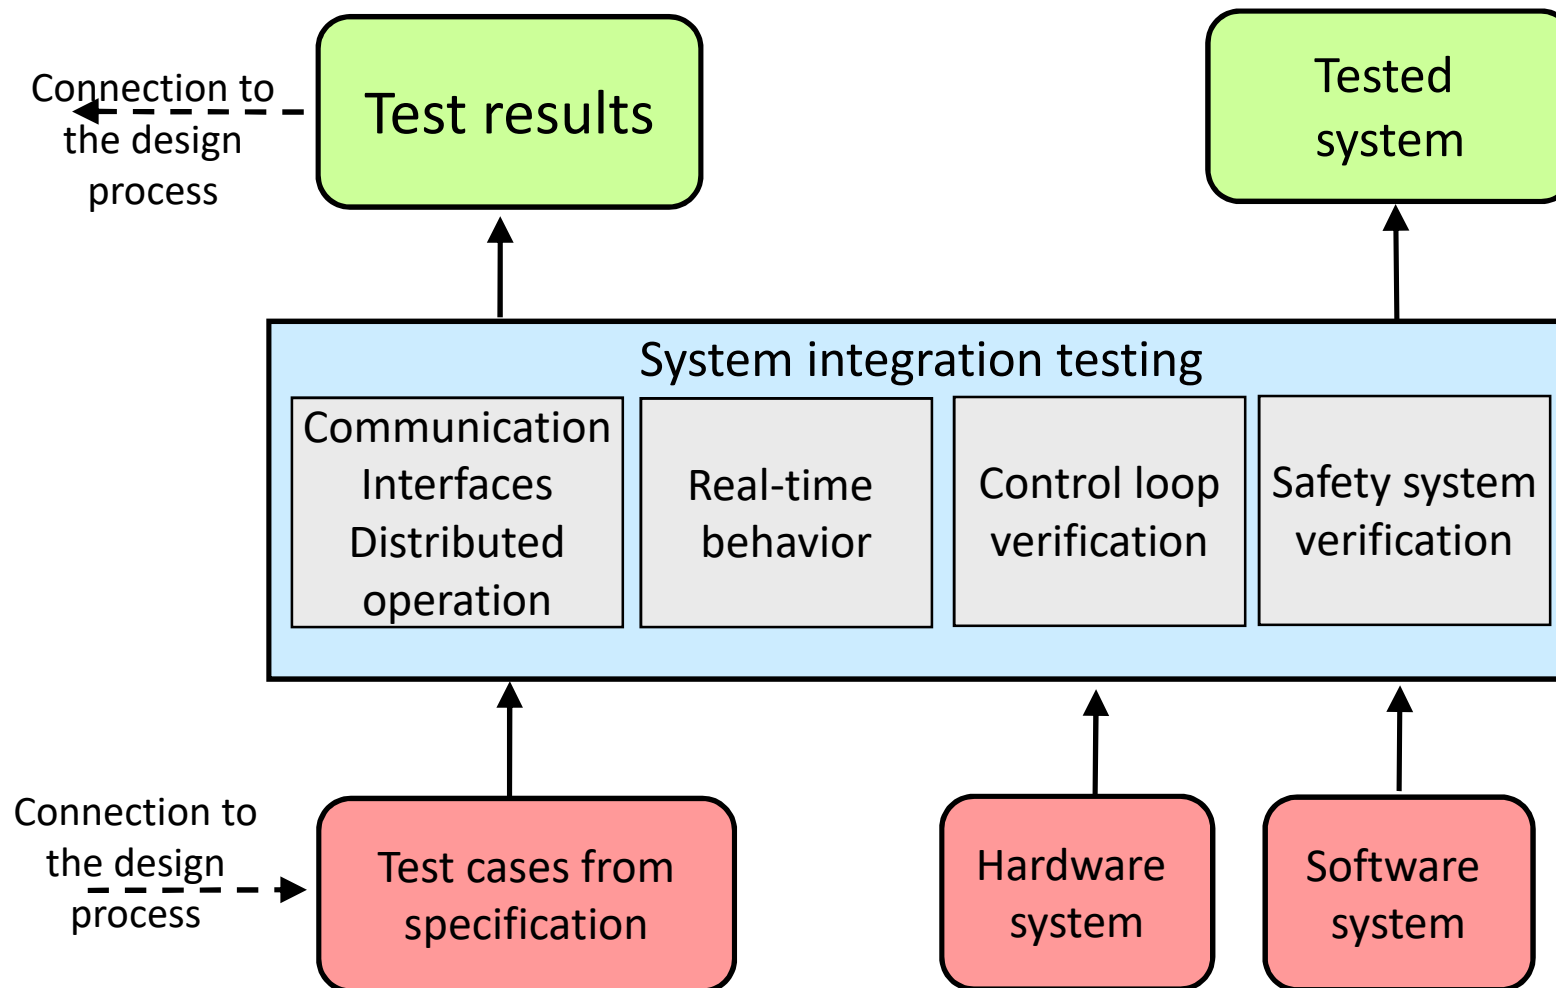 Connection to
the design
process
Test results
Tested
system
System integration testing
Communication
Interfaces
Distributed
operation
Real-time
behavior
Control loop
verification
Safety system
verification
Connection to
the design
process
Test cases from
specification
Hardware
system
Software
system